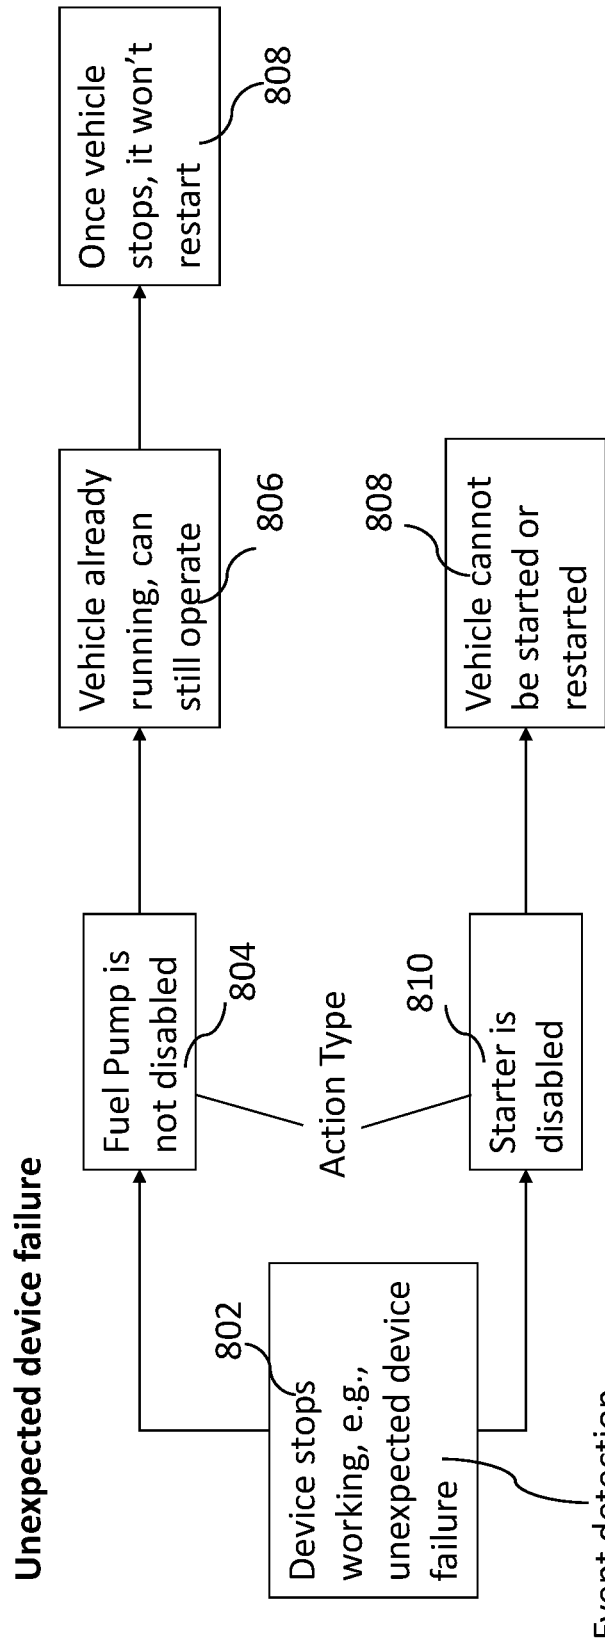 Unexpected device failure
802
Device stops
working, e.g.,
unexpected device
failure
Event detection
Fuel Pump is
not disabled
804
Action Type
810
Starter is
disabled
Vehicle already
running, can
still operate
806
808
Vehicle cannot
be started or
restarted
Once vehicle
stops, it won't
restart
808